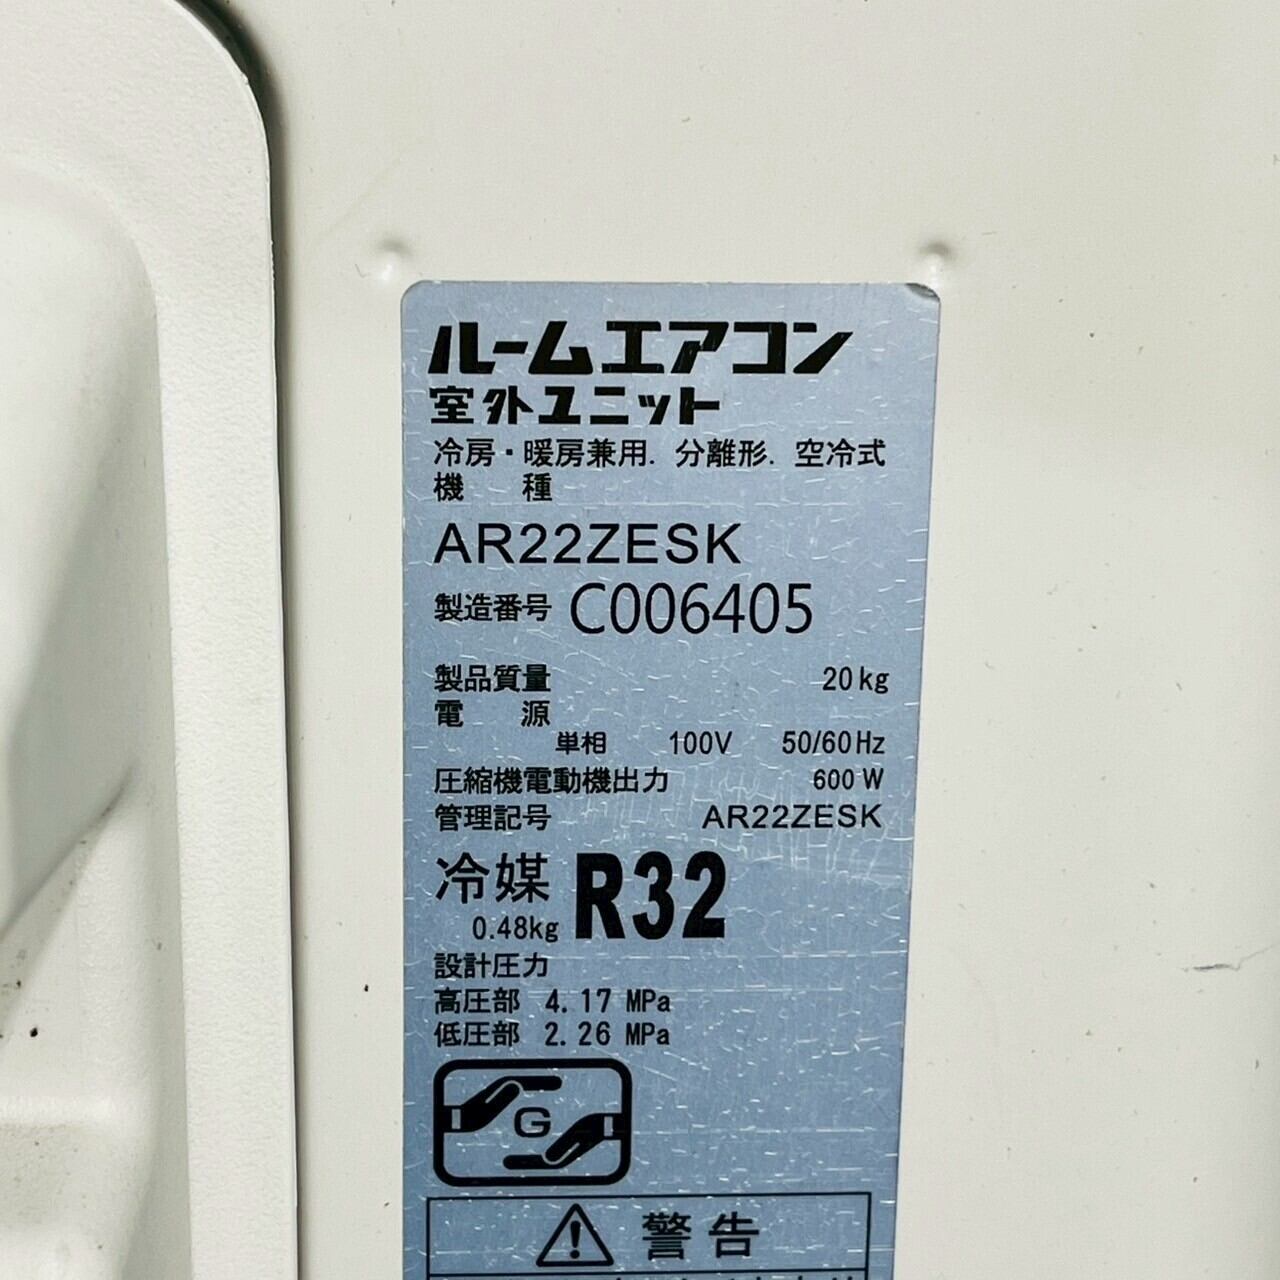 ルームエアコン
室外ユニット
冷房・暖房兼用. 分離形. 空冷式
機 種
AR22ZESK
製造番号 C006405
製品質量 20kg
電 源
単相 100V 50/60Hz
圧縮機電動機出力 600W
管理記号 AR22ZESK
冷媒 R32
0.48kg
設計圧力
高圧部 4.17 MPa
低圧部 2.26 MPa
G
警告